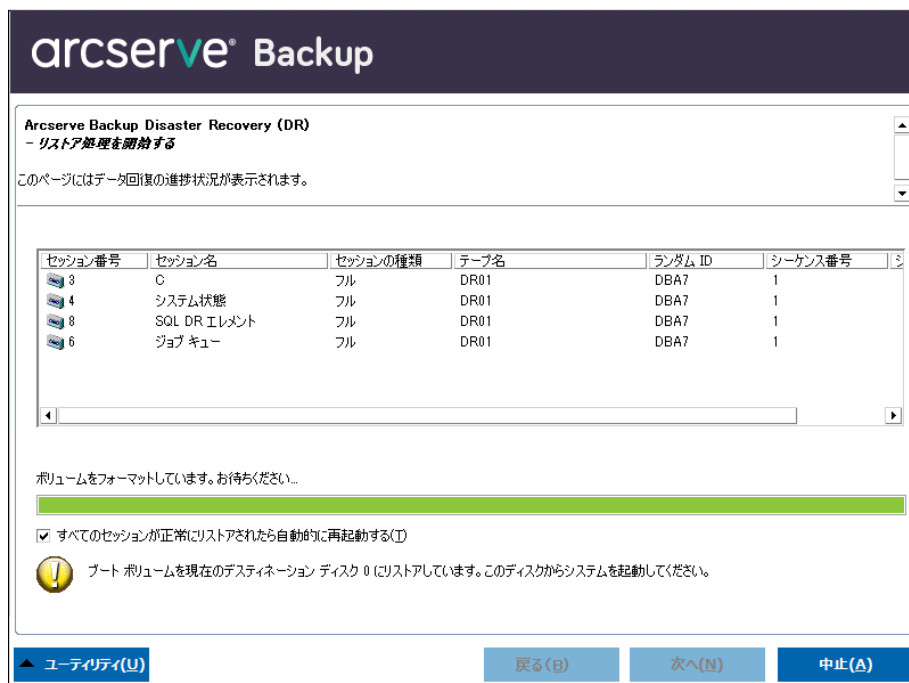 arcserve® Backup
Arcserve Backup Disaster Recovery (DR)
- リストア処理を開始する
このページにはデータ回復の進捗状況が表示されます。
セッション番号 セッション名 セッションの種類 テープ名 ランダム ID シーケンス番号 シ
3 C フル DR01 DBA7 1
4 システム状態 フル DR01 DBA7 1
8 SQL DR エレメント フル DR01 DBA7 1
6 ジョブ キュー フル DR01 DBA7 1
ボリュームをフォーマットしています。お待ちください...
すべてのセッションが正常にリストアされたら自動的に再起動する(T)
ブート ボリュームを現在のデスティネーション ディスク 0 にリストアしています。このディスクからシステムを起動してください。
ユーティリティ(U) 戻る(B) 次へ(N) 中止(A)